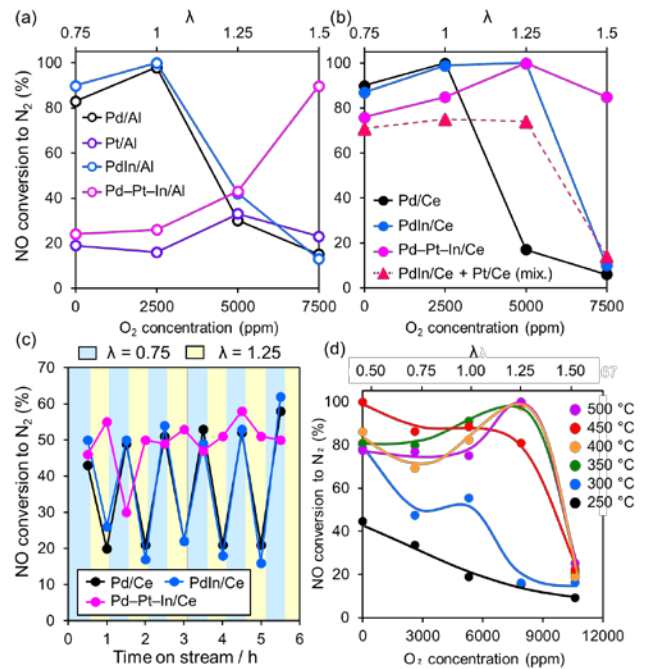 (a)
λ
0.75 1 1.25 1.5
NO conversion to N₂ (%)
100
80
60
40
20
0
Pd/Al
Pt/Al
PdIn/Al
Pd–Pt–In/Al
0 2500 5000 7500
O₂ concentration (ppm)
(b)
λ
0.75 1 1.25 1.5
NO conversion to N₂ (%)
100
80
60
40
20
0
Pd/Ce
PdIn/Ce
Pd–Pt–In/Ce
PdIn/Ce + Pt/Ce (mix.)
0 2500 5000 7500
O₂ concentration (ppm)
(c)
λ = 0.75 λ = 1.25
NO conversion to N₂ (%)
70
60
50
40
30
20
10
0
Pd/Ce PdIn/Ce
Pd–Pt–In/Ce
0 1 2 3 4 5 6
Time on stream / h
(d)
λ
0.50 0.75 1.00 1.25 1.50
67
NO conversion to N₂ (%)
100
80
60
40
20
0
500 °C
450 °C
400 °C
350 °C
300 °C
250 °C
0 3000 6000 9000 12000
O₂ concentration (ppm)